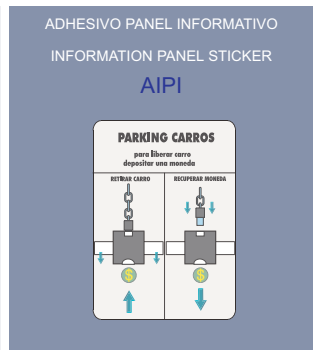 ADHESIVO PANEL INFORMATIVO
INFORMATION PANEL STICKER
AIPI
PARKING CARROS
para liberar carro
depositar una moneda
RETIRAR CARRO
RECUPERAR MONEDA
$
$